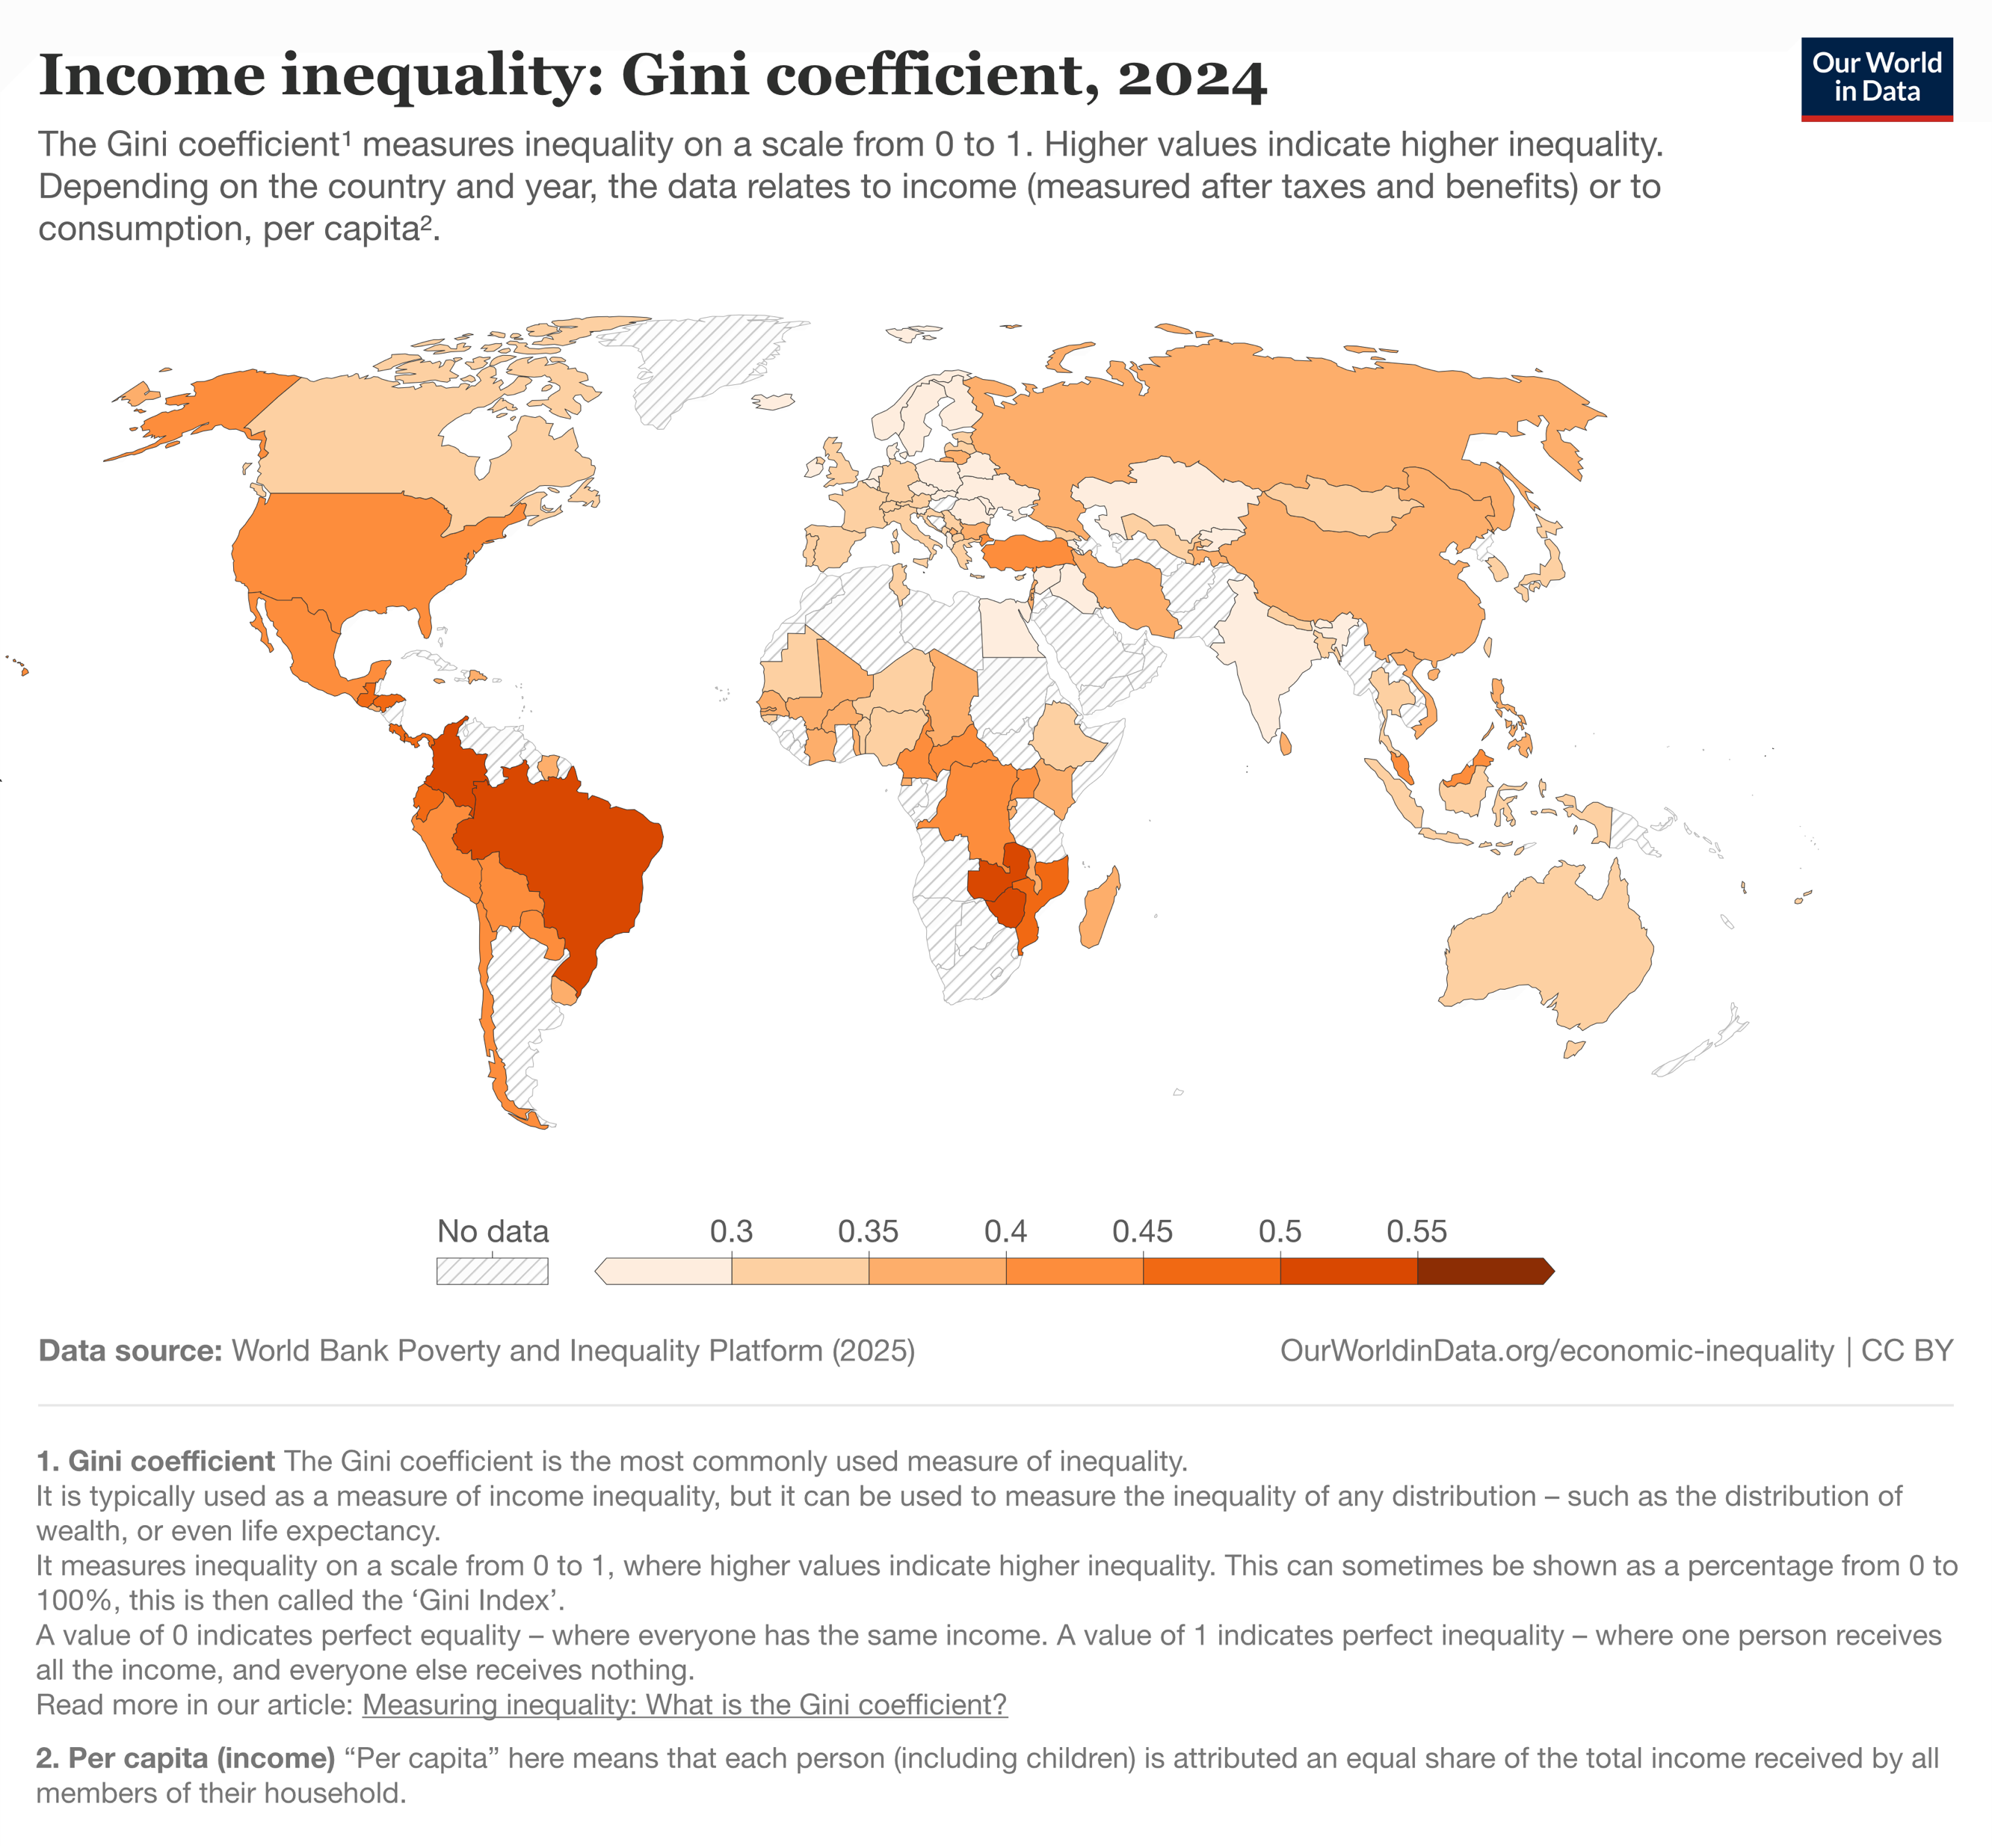 Income inequality: Gini coefficient, 2024
Our World
in Data
The Gini coefficient¹ measures inequality on a scale from 0 to 1. Higher values indicate higher inequality.
Depending on the country and year, the data relates to income (measured after taxes and benefits) or to
consumption, per capita².
No data
0.3
0.35
0.4
0.45
0.5
0.55
Data source: World Bank Poverty and Inequality Platform (2025)
OurWorldinData.org/economic-inequality | CC BY
1. Gini coefficient The Gini coefficient is the most commonly used measure of inequality.
It is typically used as a measure of income inequality, but it can be used to measure the inequality of any distribution – such as the distribution of
wealth, or even life expectancy.
It measures inequality on a scale from 0 to 1, where higher values indicate higher inequality. This can sometimes be shown as a percentage from 0 to
100%, this is then called the ‘Gini Index’.
A value of 0 indicates perfect equality – where everyone has the same income. A value of 1 indicates perfect inequality – where one person receives
all the income, and everyone else receives nothing.
Read more in our article: Measuring inequality: What is the Gini coefficient?
2. Per capita (income) “Per capita” here means that each person (including children) is attributed an equal share of the total income received by all
members of their household.